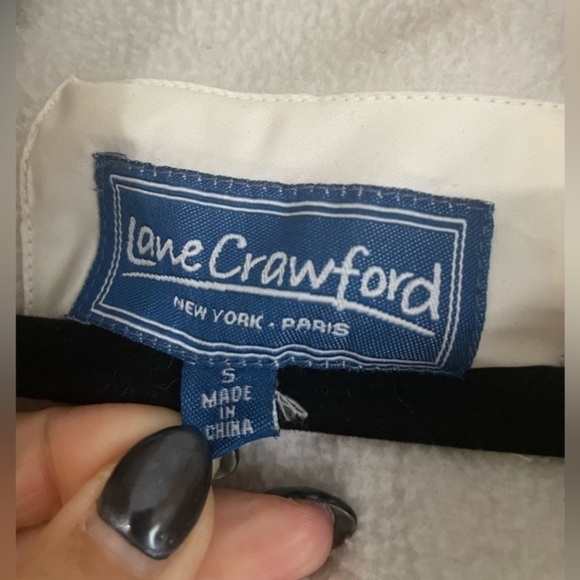 Lane Crawford
NEW YORK - PARIS
S
MADE
IN
CHINA